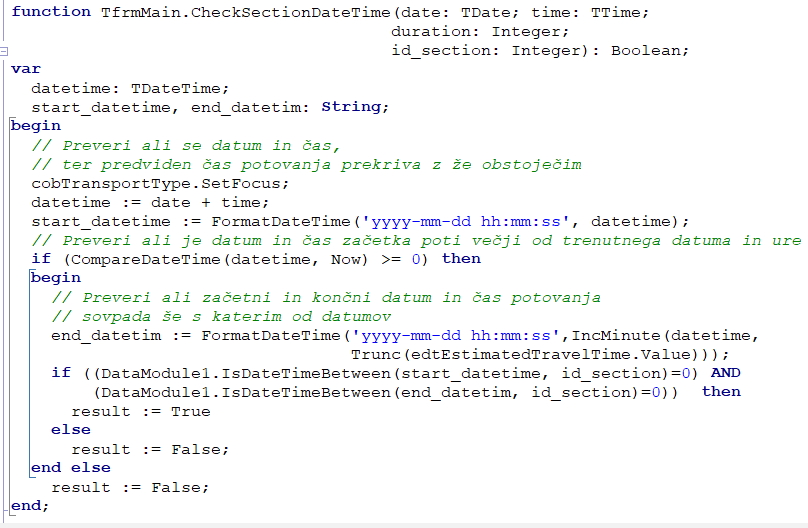 function TfrmMain.CheckSectionDateTime(date: TDate; time: TTime;
                                      duration: Integer;
                                      id_section: Integer): Boolean;
var
  datetime: TDateTime;
  start_datetime, end_datetim: String;
begin
  // Preveri ali se datum in čas,
  // ter predviden čas potovanja prekriva z že obstoječim
  cobTransportType.SetFocus;
  datetime := date + time;
  start_datetime := FormatDateTime('yyyy-mm-dd hh:mm:ss', datetime);
  // Preveri ali je datum in čas začetka poti večji od trenutnega datuma in ure
  if (CompareDateTime(datetime, Now) >= 0) then
  begin
    // Preveri ali začetni in končni datum in čas potovanja
    // sovpada še s katerim od datumov
    end_datetim := FormatDateTime('yyyy-mm-dd hh:mm:ss',IncMinute(datetime,
                                  Trunc(edtEstimatedTravelTime.Value)));
    if ((DataModule1.IsDateTimeBetween(start_datetime, id_section)=0) AND
        (DataModule1.IsDateTimeBetween(end_datetim, id_section)=0))  then
      result := True
    else
      result := False;
  end else
    result := False;
end;